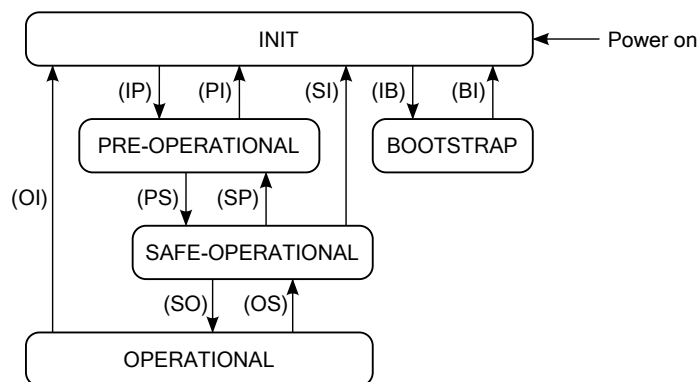 INIT
Power on
(IP)
(PI)
(SI)
(IB)
(BI)
PRE-OPERATIONAL
BOOTSTRAP
(OI)
(PS)
(SP)
SAFE-OPERATIONAL
(SO)
(OS)
OPERATIONAL